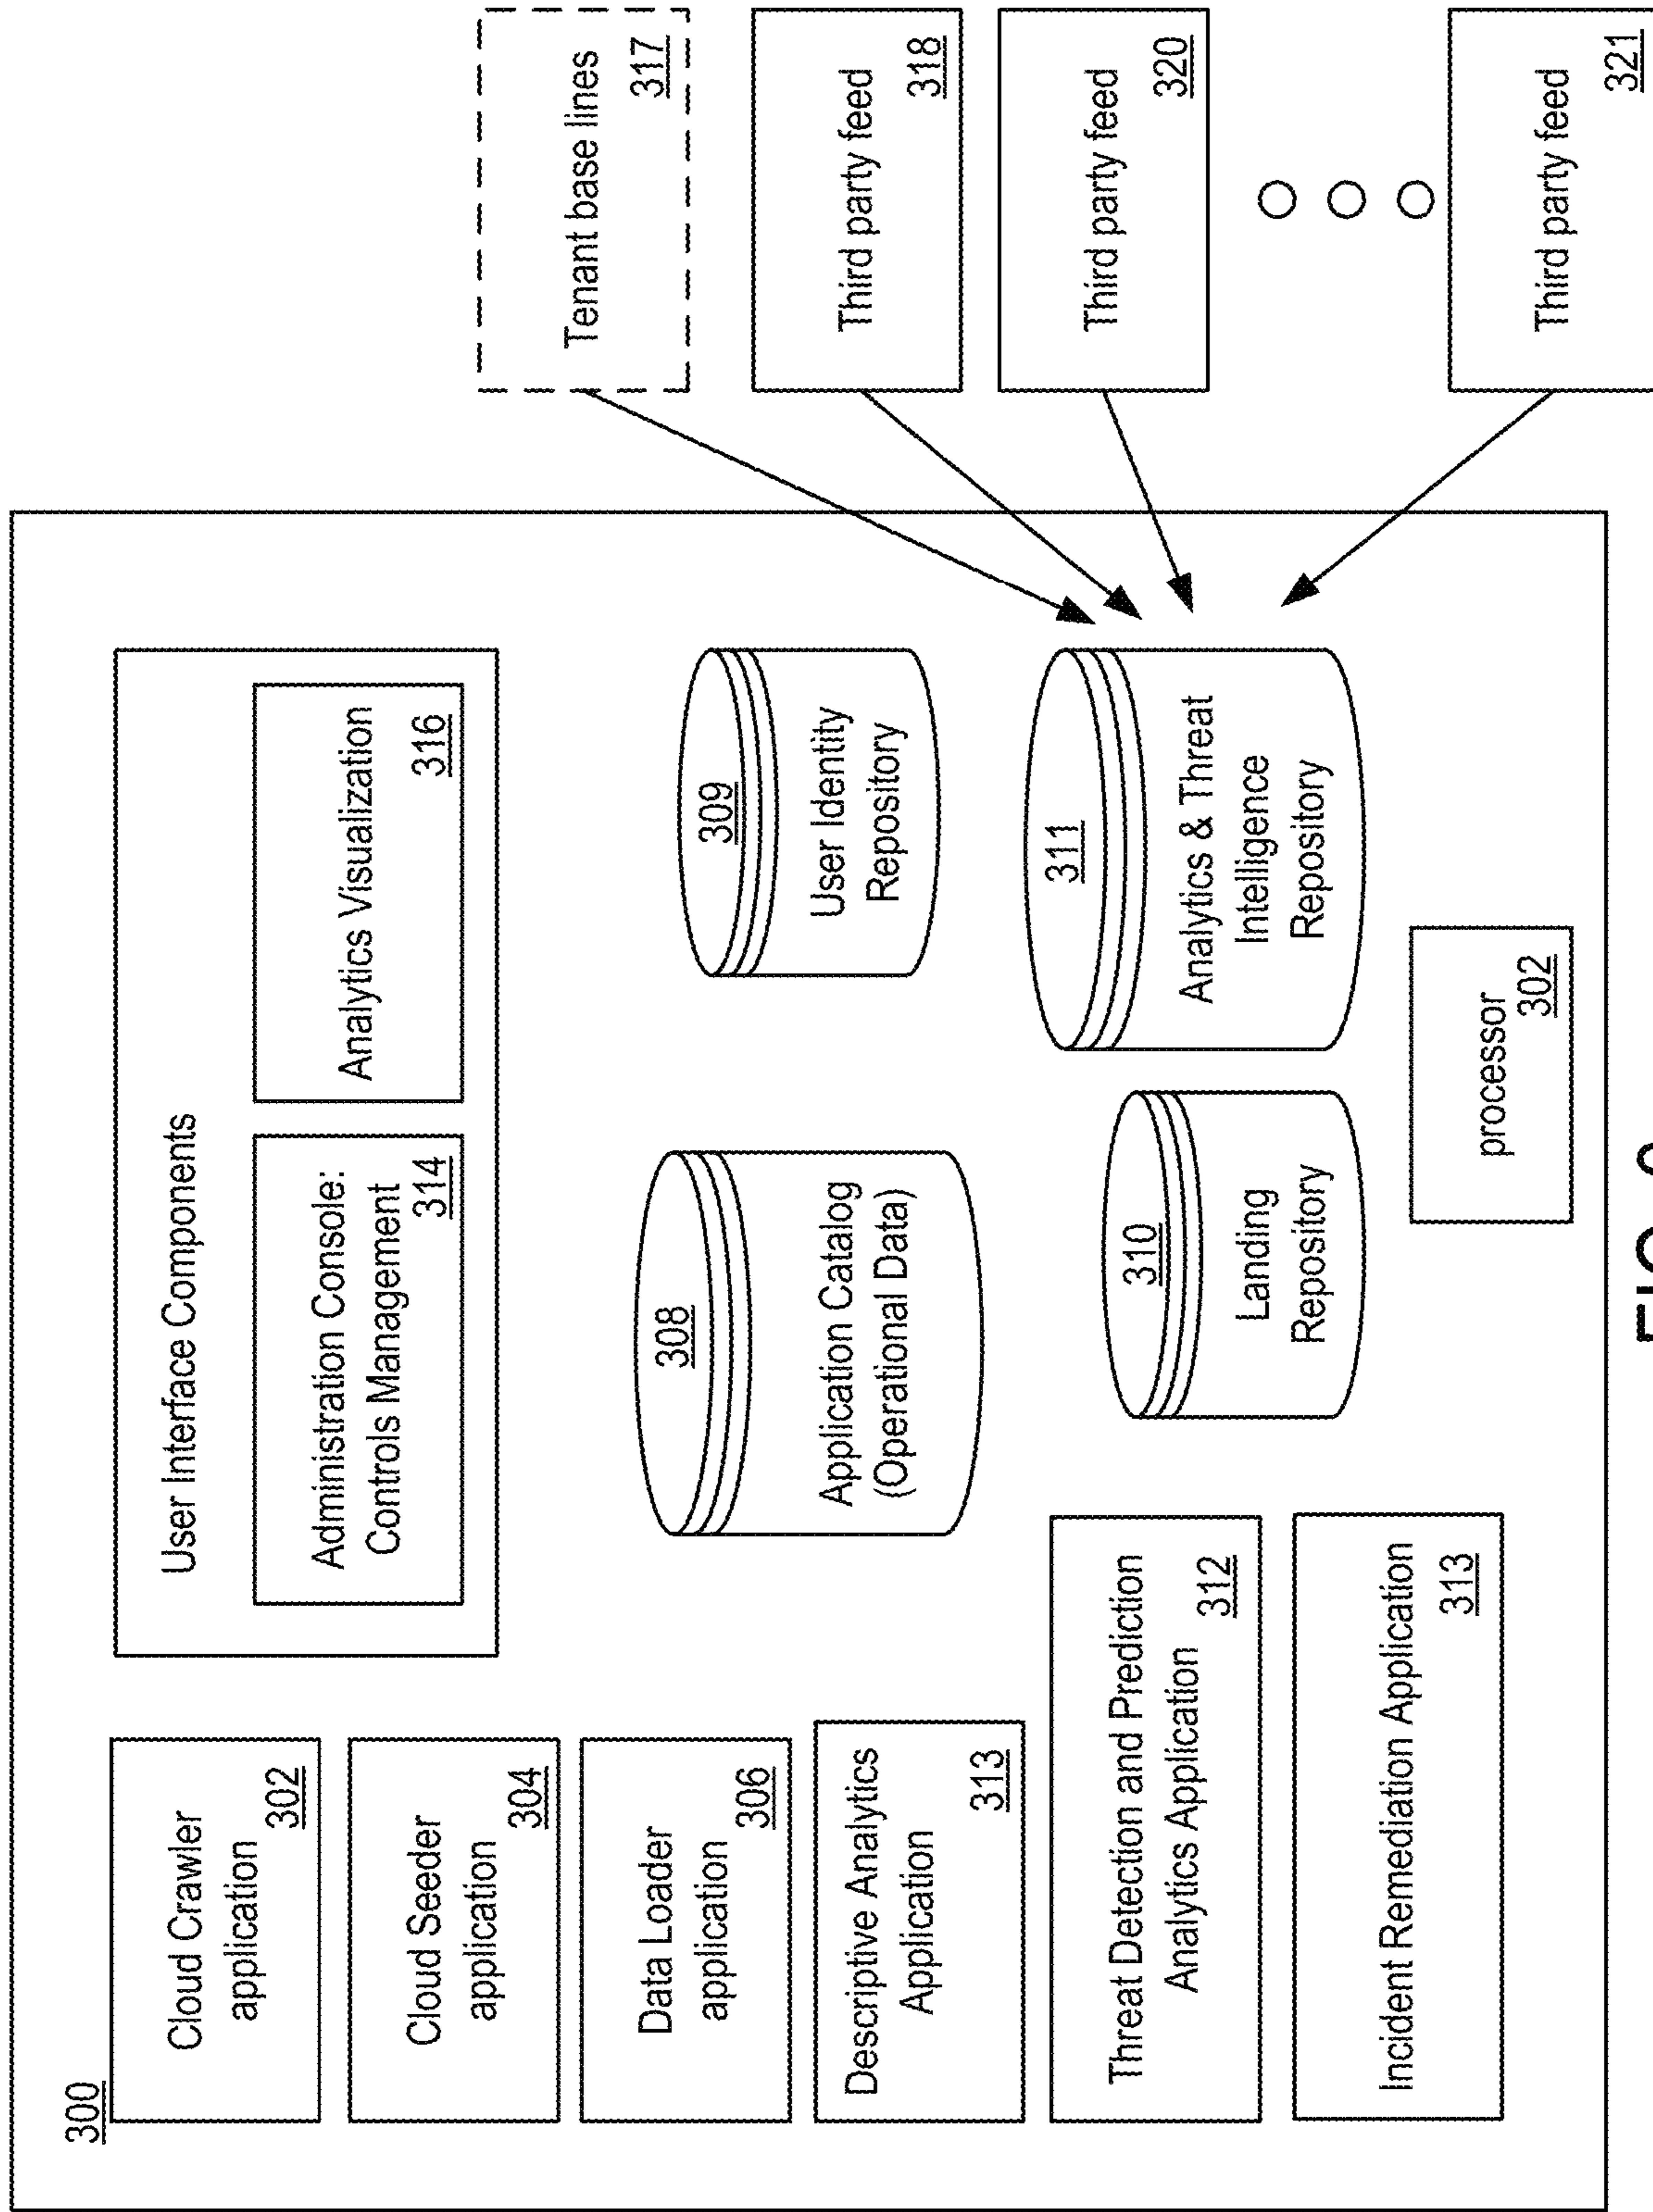 300
Cloud Crawler
application
302
Cloud Seeder
application
304
Data Loader
application
306
Descriptive Analytics
Application
313
Threat Detection and Prediction
Analytics Application
312
Incident Remediation Application
313
User Interface Components
Administration Console:
Controls Management
314
Analytics Visualization
316
308
Application Catalog
(Operational Data)
309
User Identity
Repository
310
Landing
Repository
311
Analytics & Threat
Intelligence
Repository
processor
302
Tenant base lines
317
Third party feed
318
Third party feed
320
Third party feed
321
FIG.